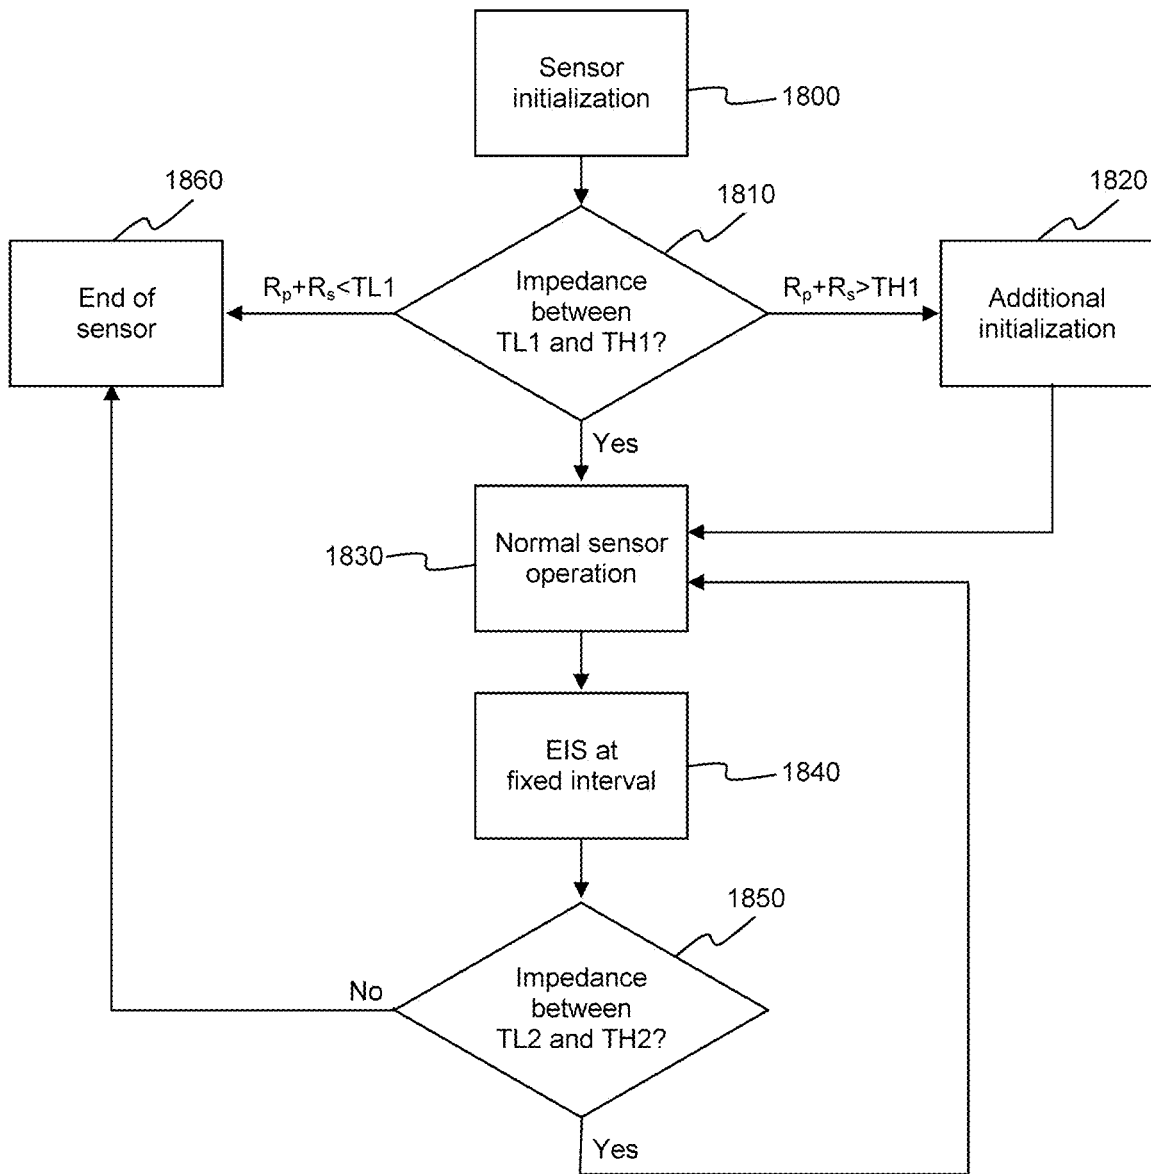 Sensor
initialization
1800
1860
1810
1820
End of
sensor
Rₚ+Rₛ<TL1
Impedance
between
TL1 and TH1?
Rₚ+Rₛ>TH1
Additional
initialization
Yes
1830
Normal sensor
operation
EIS at
fixed interval
1840
1850
No
Impedance
between
TL2 and TH2?
Yes